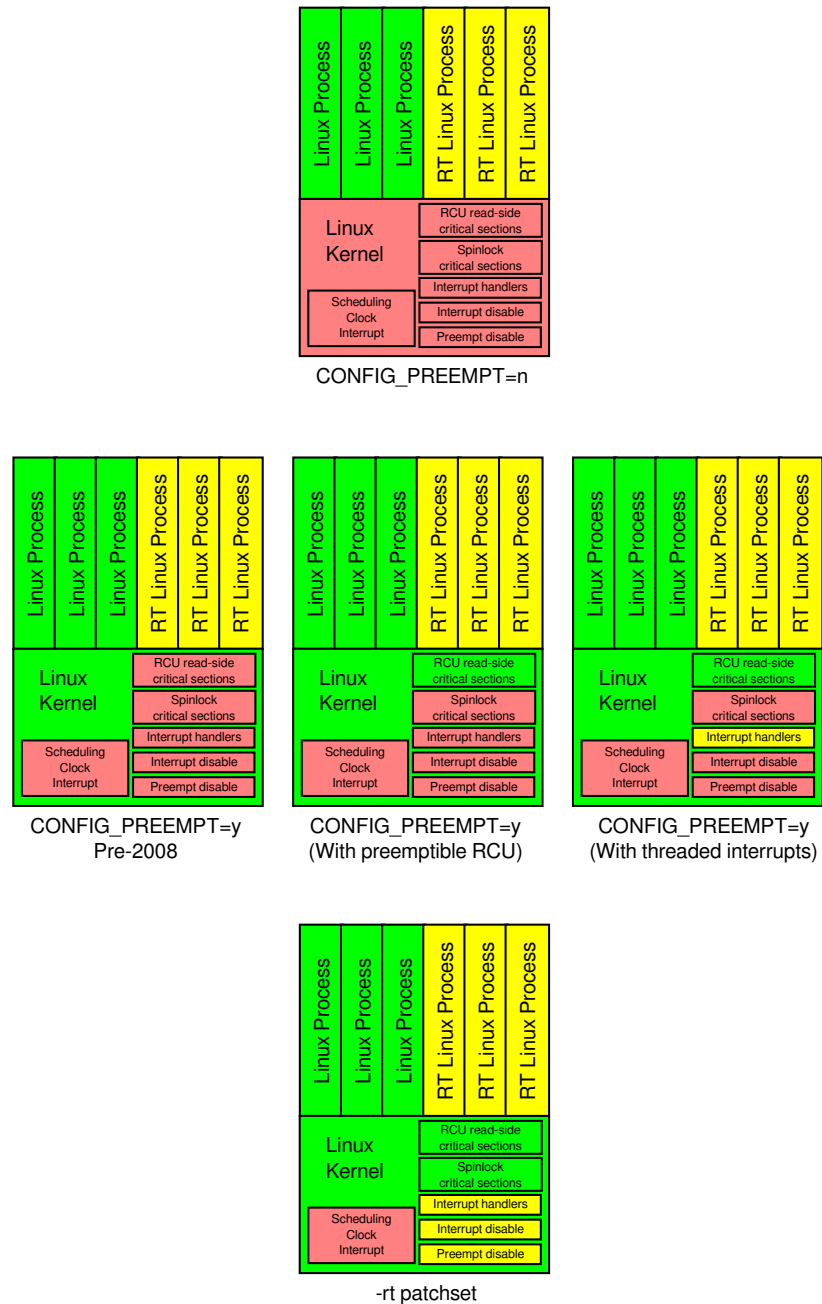 Linux Process
Linux Process
Linux Process
RT Linux Process
RT Linux Process
RT Linux Process
Linux
Kernel
RCU read-side
critical sections
Spinlock
critical sections
Interrupt handlers
Scheduling
Clock
Interrupt
Interrupt disable
Preempt disable
CONFIG_PREEMPT=n
Linux Process
Linux Process
Linux Process
RT Linux Process
RT Linux Process
RT Linux Process
Linux
Kernel
RCU read-side
critical sections
Spinlock
critical sections
Interrupt handlers
Scheduling
Clock
Interrupt
Interrupt disable
Preempt disable
CONFIG_PREEMPT=y
Pre-2008
Linux Process
Linux Process
Linux Process
RT Linux Process
RT Linux Process
RT Linux Process
Linux
Kernel
RCU read-side
critical sections
Spinlock
critical sections
Interrupt handlers
Scheduling
Clock
Interrupt
Interrupt disable
Preempt disable
CONFIG_PREEMPT=y
(With preemptible RCU)
Linux Process
Linux Process
Linux Process
RT Linux Process
RT Linux Process
RT Linux Process
Linux
Kernel
RCU read-side
critical sections
Spinlock
critical sections
Interrupt handlers
Scheduling
Clock
Interrupt
Interrupt disable
Preempt disable
CONFIG_PREEMPT=y
(With threaded interrupts)
Linux Process
Linux Process
Linux Process
RT Linux Process
RT Linux Process
RT Linux Process
Linux
Kernel
RCU read-side
critical sections
Spinlock
critical sections
Interrupt handlers
Scheduling
Clock
Interrupt
Interrupt disable
Preempt disable
-rt patchset